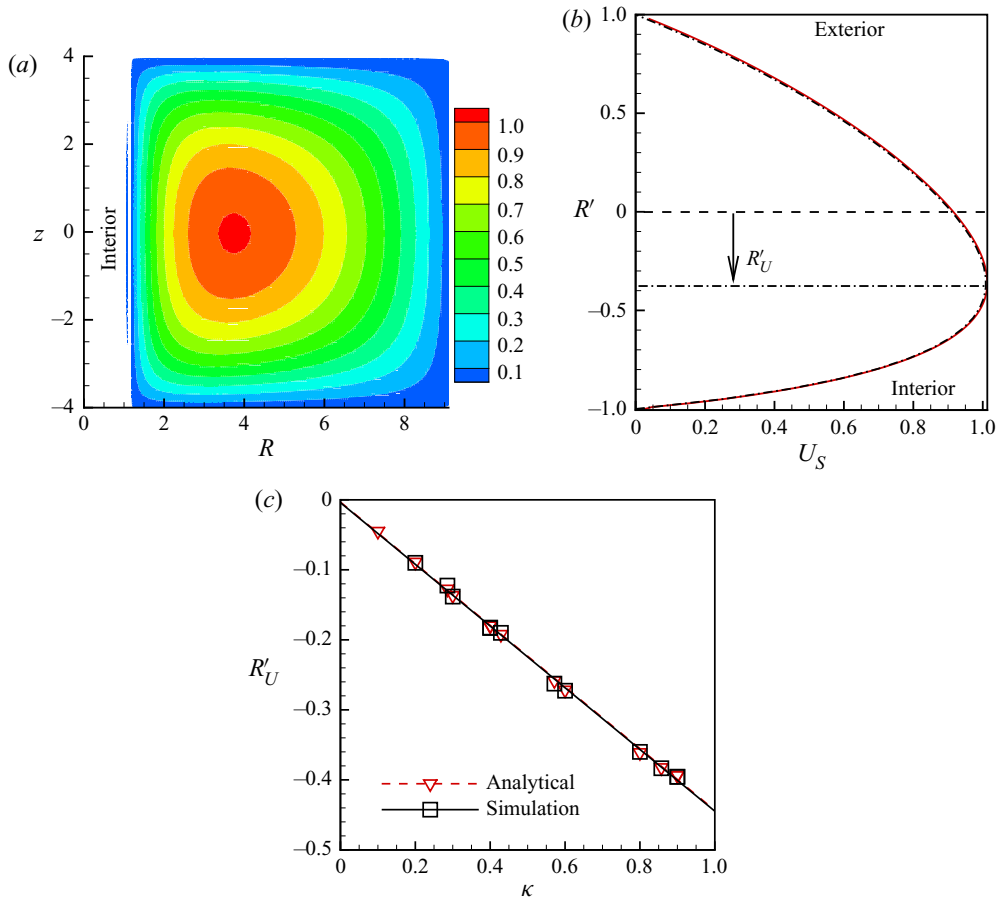 (a)
4
2
z
0
−2
−4
Interior
0
2
4
6
8
R
1.0
0.9
0.8
0.7
0.6
0.5
0.4
0.3
0.2
0.1
(b)
1.0
Exterior
0.5
R′
0
R′U
−0.5
Interior
−1.0
0
0.2
0.4
0.6
0.8
1.0
US
(c)
0
−0.1
−0.2
R′U
−0.3
−0.4
−0.5
Analytical
Simulation
0
0.2
0.4
0.6
0.8
1.0
κ